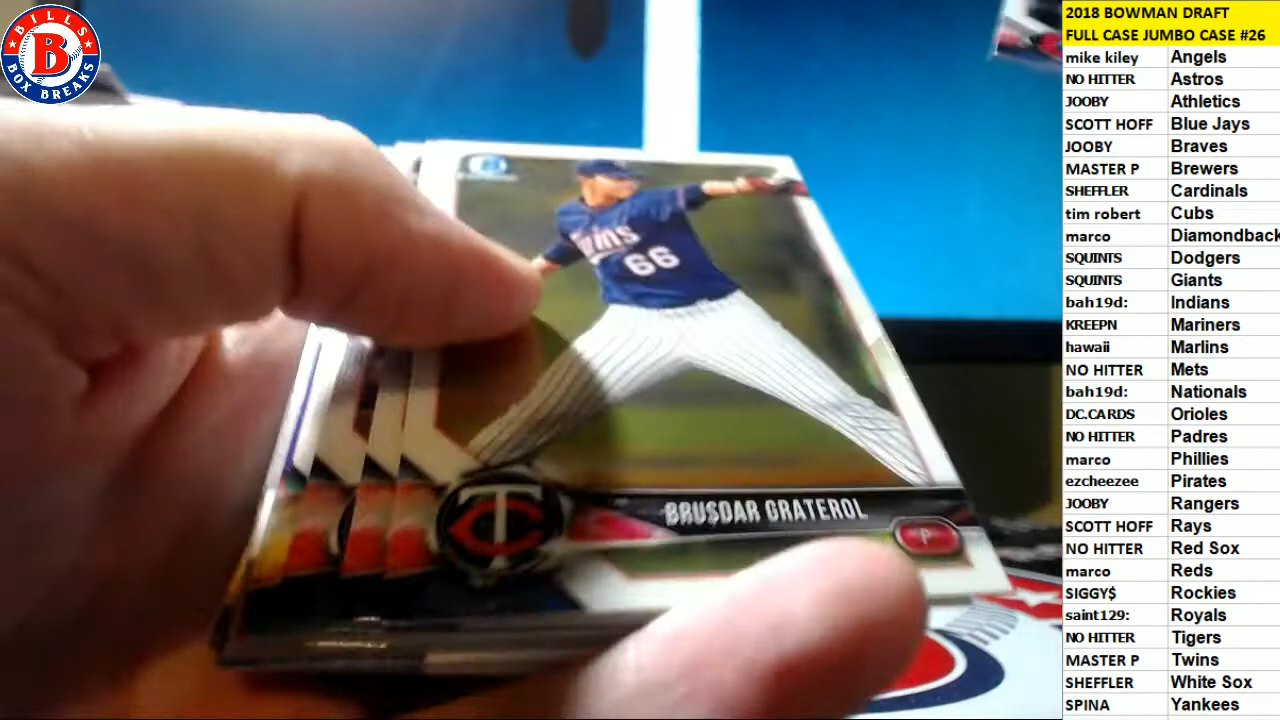 BILLS
B
BOX BREAKS
Twins
66
TC
BRUSDAR GRATEROL
P
2018 BOWMAN DRAFT
FULL CASE JUMBO CASE #26
mike kiley Angels
NO HITTER Astros
JOOBY Athletics
SCOTT HOFF Blue Jays
JOOBY Braves
MASTER P Brewers
SHEFFLER Cardinals
tim robert Cubs
marco Diamondback
SQUINTS Dodgers
SQUINTS Giants
bah19d: Indians
KREEPN Mariners
hawaii Marlins
NO HITTER Mets
bah19d: Nationals
DC.CARDS Orioles
NO HITTER Padres
marco Phillies
ezcheezee Pirates
JOOBY Rangers
SCOTT HOFF Rays
NO HITTER Red Sox
marco Reds
SIGGY$ Rockies
saint129: Royals
NO HITTER Tigers
MASTER P Twins
SHEFFLER White Sox
SPINA Yankees